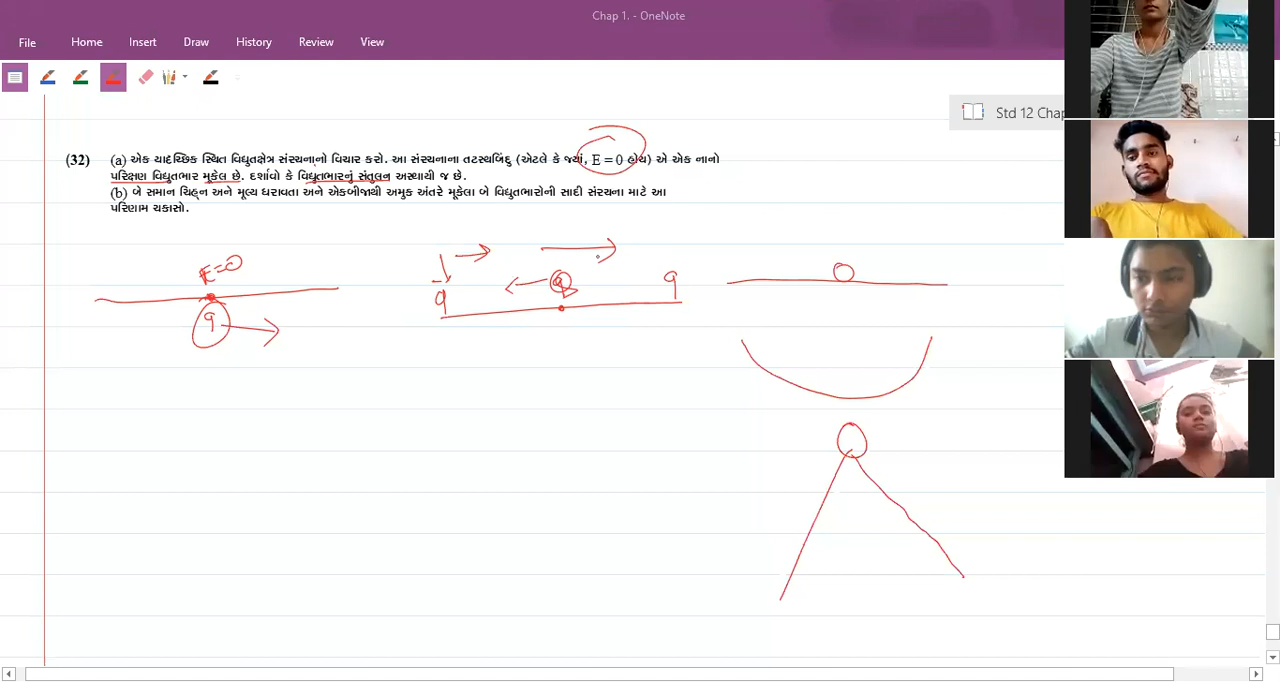 Chap 1. - OneNote
File Home Insert Draw History Review View
Std 12 Chap
(32) (a) એક યાદૃચ્છિક સ્થિત વિદ્યુતક્ષેત્ર સંરચનાનો વિચાર કરો. આ સંરચનાના તટસ્થબિંદુ (એટલે કે જ્યાં, E = 0 હોય) એ એક નાનો
પરિક્ષણ વિદ્યુતભાર મૂકેલ છે. દર્શાવો કે વિદ્યુતભારનું સંતુલન અસ્થાયી જ છે.
(b) બે સમાન ચિહ્ન અને મૂલ્ય ધરાવતા અને એકબીજાથી અમુક અંતરે મૂકેલા બે વિદ્યુતભારોની સાદી સંરચના માટે આ
પરિણામ ચકાસો.
E=0
q
q q